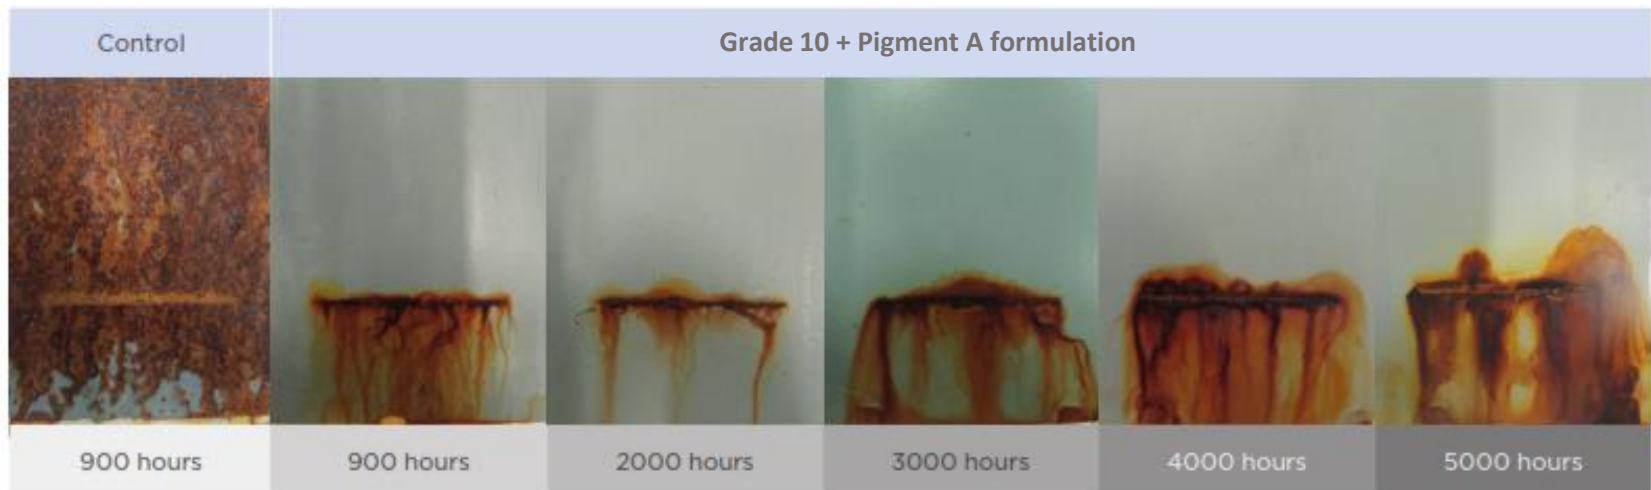 Control
Grade 10 + Pigment A formulation
900 hours
900 hours
2000 hours
3000 hours
4000 hours
5000 hours